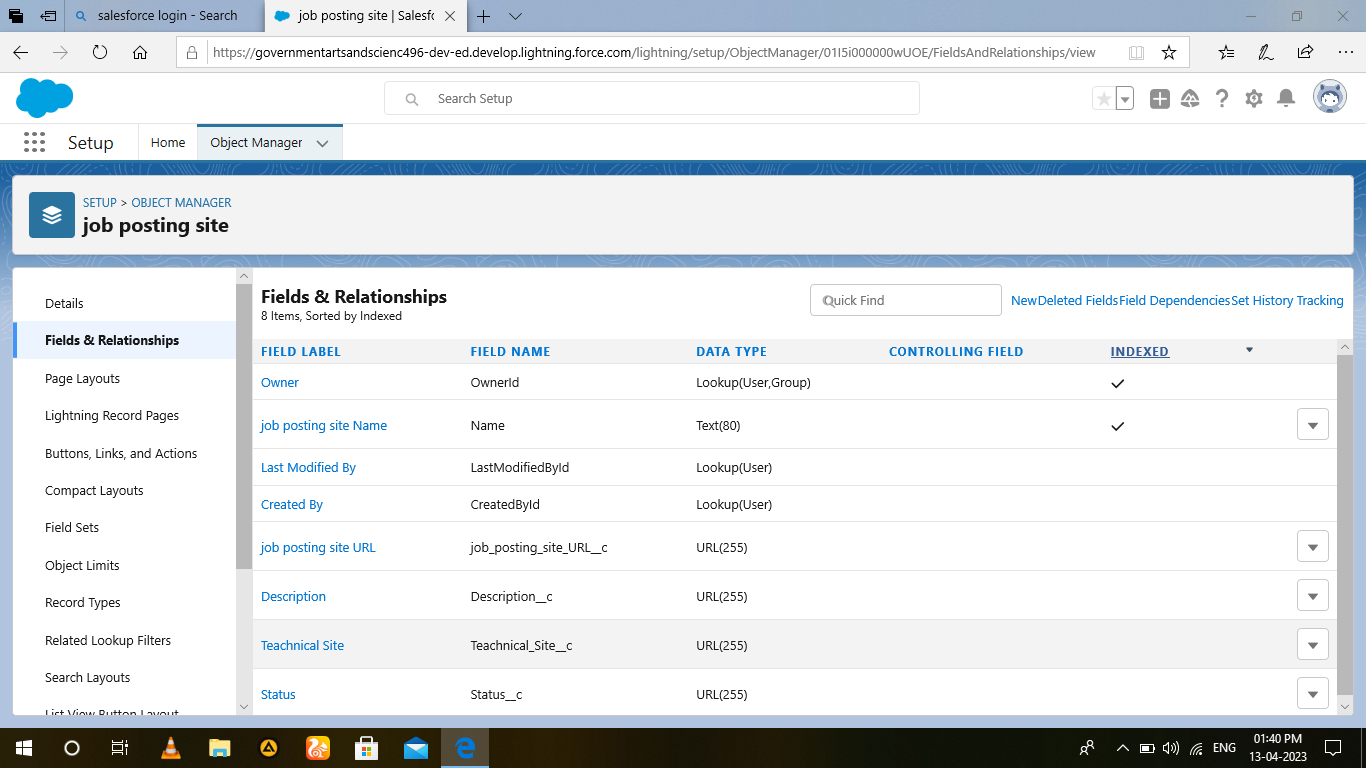 salesforce login - Search
job posting site | Salesfo
https://governmentartsandscienc496-dev-ed.develop.lightning.force.com/lightning/setup/ObjectManager/01I5i000000wUOE/FieldsAndRelationships/view
Search Setup
Setup
Home
Object Manager
SETUP > OBJECT MANAGER
job posting site
Details
Fields & Relationships
Page Layouts
Lightning Record Pages
Buttons, Links, and Actions
Compact Layouts
Field Sets
Object Limits
Record Types
Related Lookup Filters
Search Layouts
List View Button Layout
Fields & Relationships
8 Items, Sorted by Indexed
Quick Find
New Deleted Fields Field Dependencies Set History Tracking
FIELD LABEL FIELD NAME DATA TYPE CONTROLLING FIELD INDEXED
Owner OwnerId Lookup(User,Group)
job posting site Name Name Text(80)
Last Modified By LastModifiedById Lookup(User)
Created By CreatedById Lookup(User)
job posting site URL job_posting_site_URL__c URL(255)
Description Description__c URL(255)
Teachnical Site Teachnical_Site__c URL(255)
Status Status__c URL(255)
ENG
01:40 PM
13-04-2023